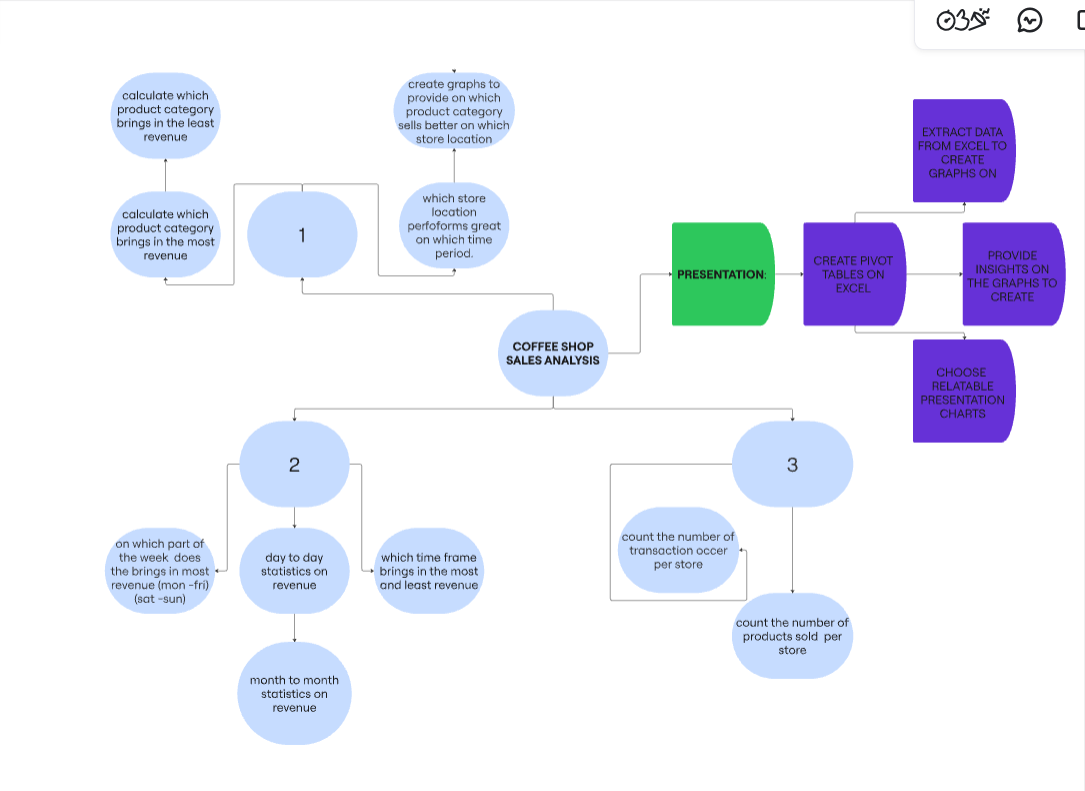 calculate which
product category
brings in the least
revenue
create graphs to
provide on which
product category
sells better on which
store location
calculate which
product category
brings in the most
revenue
1
which store
location
perfoforms great
on which time
period.
EXTRACT DATA
FROM EXCEL TO
CREATE
GRAPHS ON
PRESENTATION:
CREATE PIVOT
TABLES ON
EXCEL
PROVIDE
INSIGHTS ON
THE GRAPHS TO
CREATE
CHOOSE
RELATABLE
PRESENTATION
CHARTS
COFFEE SHOP
SALES ANALYSIS
2
on which part of
the week does
the brings in most
revenue (mon -fri)
(sat -sun)
day to day
statistics on
revenue
which time frame
brings in the most
and least revenue
month to month
statistics on
revenue
3
count the number of
transaction occer
per store
count the number of
products sold per
store